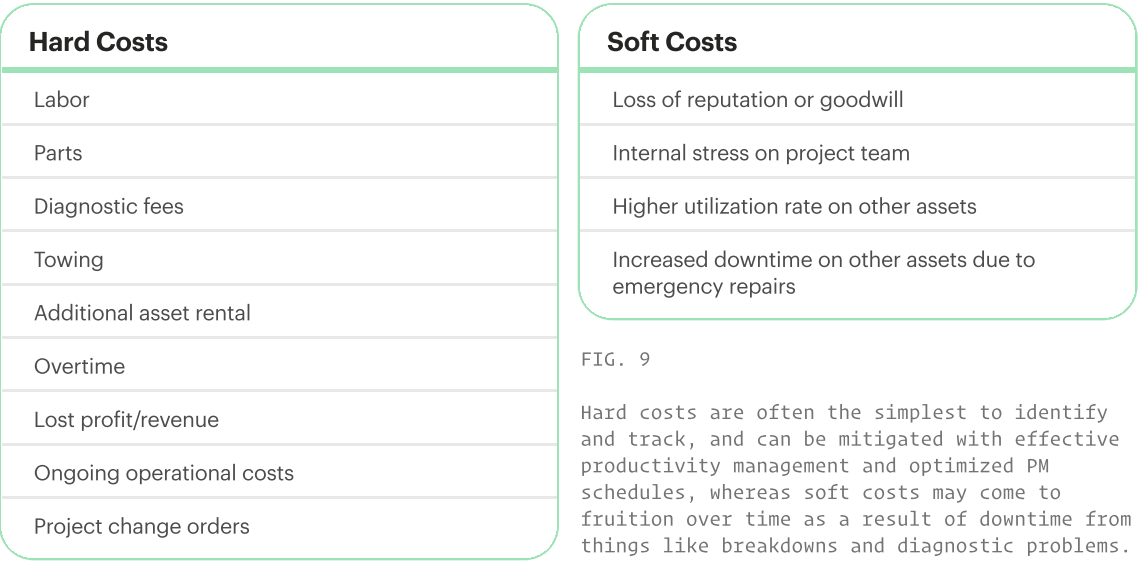 Hard Costs
Labor
Parts
Diagnostic fees
Towing
Additional asset rental
Overtime
Lost profit/revenue
Ongoing operational costs
Project change orders
Soft Costs
Loss of reputation or goodwill
Internal stress on project team
Higher utilization rate on other assets
Increased downtime on other assets due to
emergency repairs
FIG. 9
Hard costs are often the simplest to identify
and track, and can be mitigated with effective
productivity management and optimized PM
schedules, whereas soft costs may come to
fruition over time as a result of downtime from
things like breakdowns and diagnostic problems.